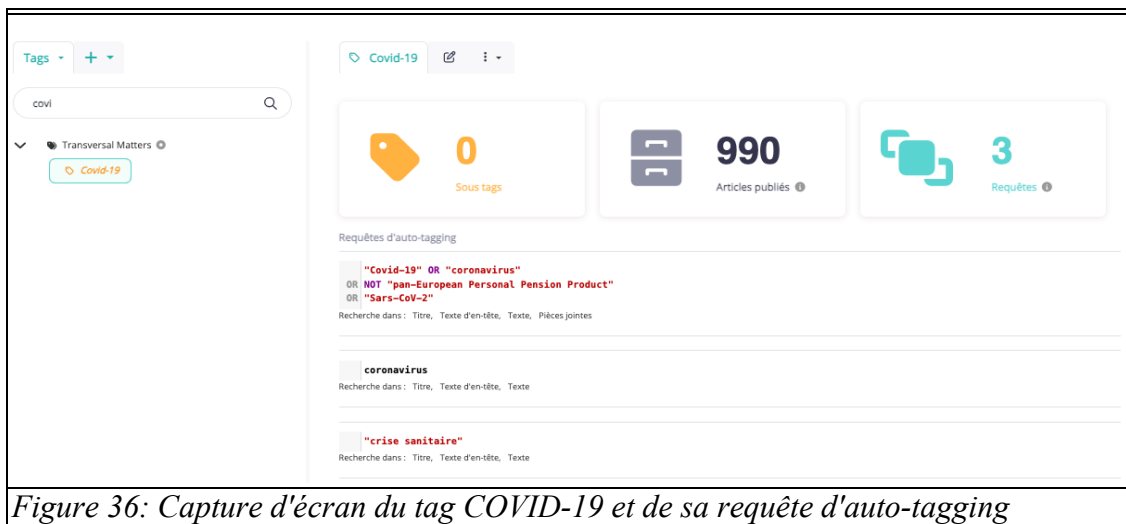 Tags
+
covi
Transversal Matters
Covid-19
Covid-19
0
Sous tags
990
Articles publiés
3
Requêtes
Requêtes d'auto-tagging
"Covid-19" OR "coronavirus"
OR NOT "pan-European Personal Pension Product"
OR "Sars-CoV-2"
Recherche dans : Titre, Texte d'en-tête, Texte, Pièces jointes
coronavirus
Recherche dans : Titre, Texte d'en-tête, Texte
"crise sanitaire"
Recherche dans : Titre, Texte d'en-tête, Texte
Figure 36: Capture d'écran du tag COVID-19 et de sa requête d'auto-tagging